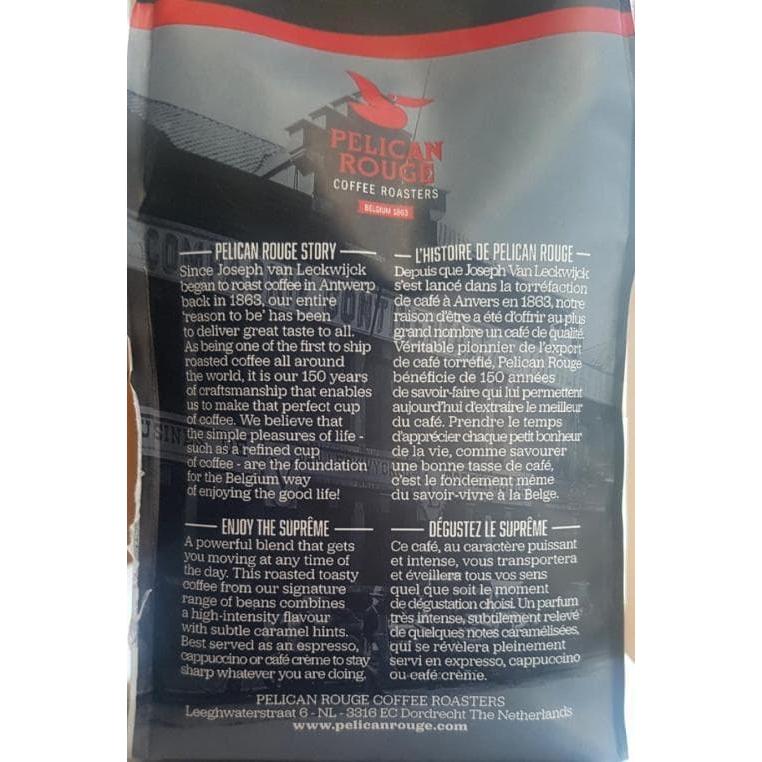 PELICAN
ROUGE
COFFEE ROASTERS
BELGIUM 1863
PELICAN ROUGE STORY
Since Joseph van Leckwijck
began to roast coffee in Antwerp
back in 1863, our entire
'reason to be' has been
to deliver great taste to all.
As being one of the first to ship
roasted coffee all around
the world, it is our 150 years
of craftsmanship that enables
us to make that perfect cup
of coffee. We believe that
the simple pleasures of life -
such as a refined cup
of coffee - are the foundation
for the Belgium way
of enjoying the good life!
L'HISTOIRE DE PELICAN ROUGE
Depuis que Joseph Van Leckwijck
s'est lancé dans la torréfaction
de café à Anvers en 1863, notre
raison d'être a été d'offrir au plus
grand nombre un café de qualité.
Véritable pionnier de l'export
de café torréfié, Pelican Rouge
bénéficie de 150 années
de savoir-faire qui lui permettent
aujourd'hui d'extraire le meilleur
du café. Prendre le temps
d'apprécier chaque petit bonheur
de la vie, comme savourer
une bonne tasse de café,
c'est le fondement même
du savoir-vivre à la Belge.
ENJOY THE SUPRÊME
A powerful blend that gets
you moving at any time of
the day. This roasted toasty
coffee from our signature
range of beans combines
a high-intensity flavour
with subtle caramel hints.
Best served as an espresso,
cappuccino or café crème to stay
sharp whatever you are doing.
DÉGUSTEZ LE SUPRÊME
Ce café, au caractère puissant
et intense, vous transportera
et éveillera tous vos sens
quel que soit le moment
de dégustation choisi. Un parfum
très intense, subtilement relevé
de quelques notes caramélisées,
qui se révèlera pleinement
servi en expresso, cappuccino
ou café crème.
PELICAN ROUGE COFFEE ROASTERS
Leeghwaterstraat 6 - NL - 3316 EC Dordrecht The Netherlands
www.pelicanrouge.com